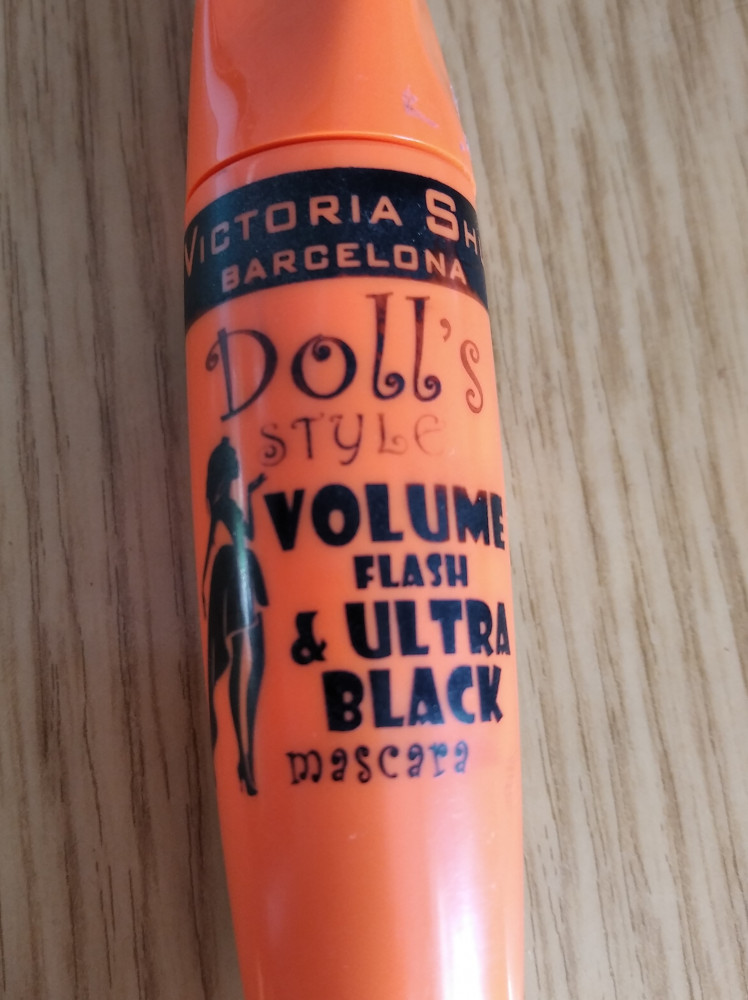 VICTORIA
BARCELONA
Doll's
STYLE
VOLUME
FLASH
& ULTRA
BLACK
mascara